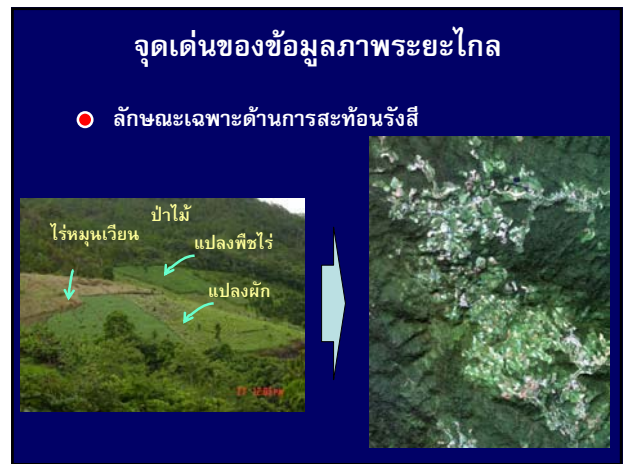 จุดเด่นของข้อมูลภาพระยะไกล
ลักษณะเฉพาะด้านการสะท้อนรังสี
ป่าไม้
ไร่หมุนเวียน
แปลงพืชไร่
แปลงผัก